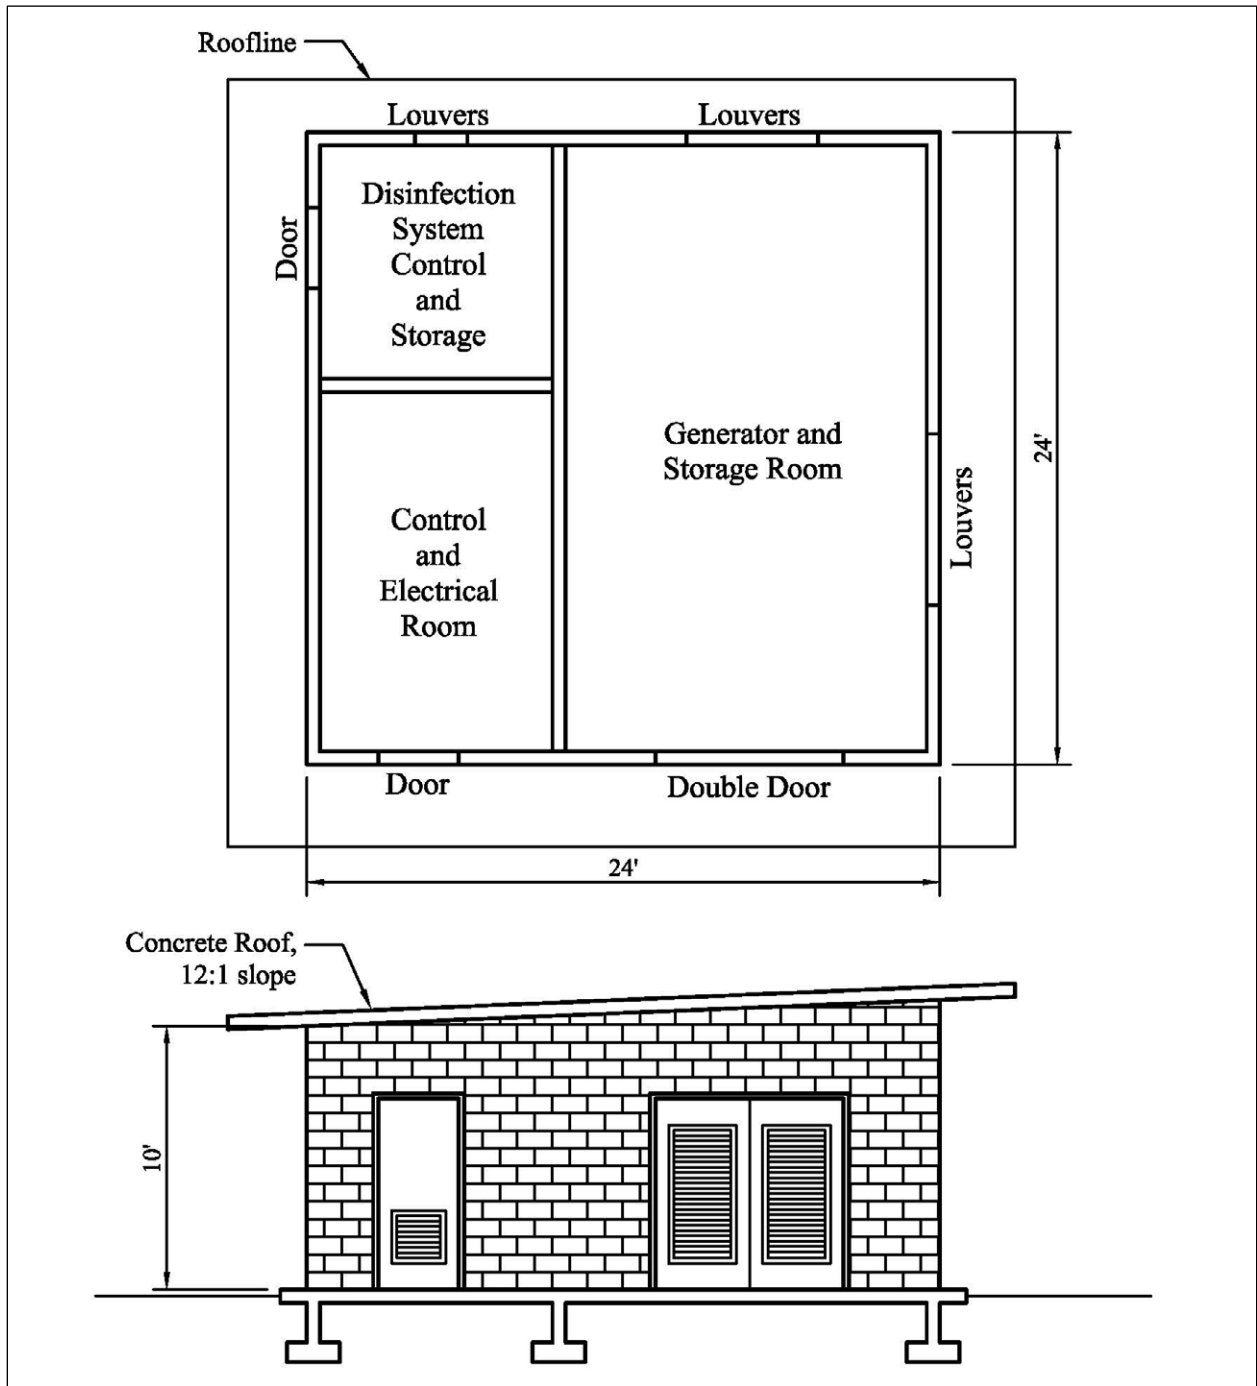 Roofline
Louvers
Louvers
Disinfection
System
Control
and
Storage
Door
Generator and
Storage Room
24'
Louvers
Control
and
Electrical
Room
Door
Double Door
24'
Concrete Roof,
12:1 slope
10'